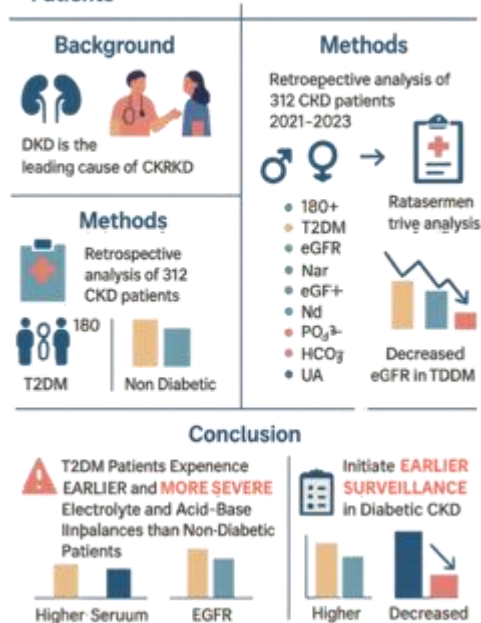 Background
DKD is the
leading cause of CKRKD
Methods
Retrospective
analysis of 312
CKD patients
180
T2DM
Non Diabetic
Methods
Retroepective analysis of
312 CKD patients
2021–2023
180+
T2DM
eGFR
Nar
eGF+
Nd
PO₄³⁻
HCO₃
UA
Ratasermen
trive analysis
Decreased
eGFR in TDDM
Conclusion
T2DM Patients Expenence
EARLIER and MORE SEVERE
Electrolyte and Acid-Base
Iinþalances than Non-Diabetic
Patients
Higher Seruum
EGFR
Initiate EARLIER
SURVEILLANCE
in Diabetic CKD
Higher
Decreased